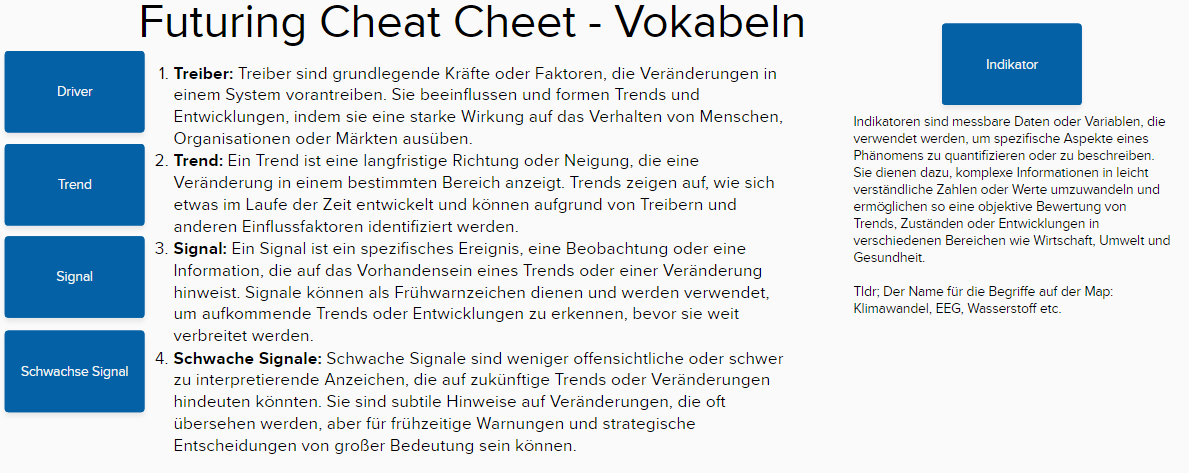 Futuring Cheat Cheet - Vokabeln
Driver
Trend
Signal
Schwachse Signal
1. Treiber: Treiber sind grundlegende Kräfte oder Faktoren, die Veränderungen in
einem System vorantreiben. Sie beeinflussen und formen Trends und
Entwicklungen, indem sie eine starke Wirkung auf das Verhalten von Menschen,
Organisationen oder Märkten ausüben.
2. Trend: Ein Trend ist eine langfristige Richtung oder Neigung, die eine
Veränderung in einem bestimmten Bereich anzeigt. Trends zeigen auf, wie sich
etwas im Laufe der Zeit entwickelt und können aufgrund von Treibern und
anderen Einflussfaktoren identifiziert werden.
3. Signal: Ein Signal ist ein spezifisches Ereignis, eine Beobachtung oder eine
Information, die auf das Vorhandensein eines Trends oder einer Veränderung
hinweist. Signale können als Frühwarnzeichen dienen und werden verwendet,
um aufkommende Trends oder Entwicklungen zu erkennen, bevor sie weit
verbreitet werden.
4. Schwache Signale: Schwache Signale sind weniger offensichtliche oder schwer
zu interpretierende Anzeichen, die auf zukünftige Trends oder Veränderungen
hindeuten könnten. Sie sind subtile Hinweise auf Veränderungen, die oft
übersehen werden, aber für frühzeitige Warnungen und strategische
Entscheidungen von großer Bedeutung sein können.
Indikator
Indikatoren sind messbare Daten oder Variablen, die
verwendet werden, um spezifische Aspekte eines
Phänomens zu quantifizieren oder zu beschreiben.
Sie dienen dazu, komplexe Informationen in leicht
verständliche Zahlen oder Werte umzuwandeln und
ermöglichen so eine objektive Bewertung von
Trends, Zuständen oder Entwicklungen in
verschiedenen Bereichen wie Wirtschaft, Umwelt und
Gesundheit.
Tldr; Der Name für die Begriffe auf der Map:
Klimawandel, EEG, Wasserstoff etc.